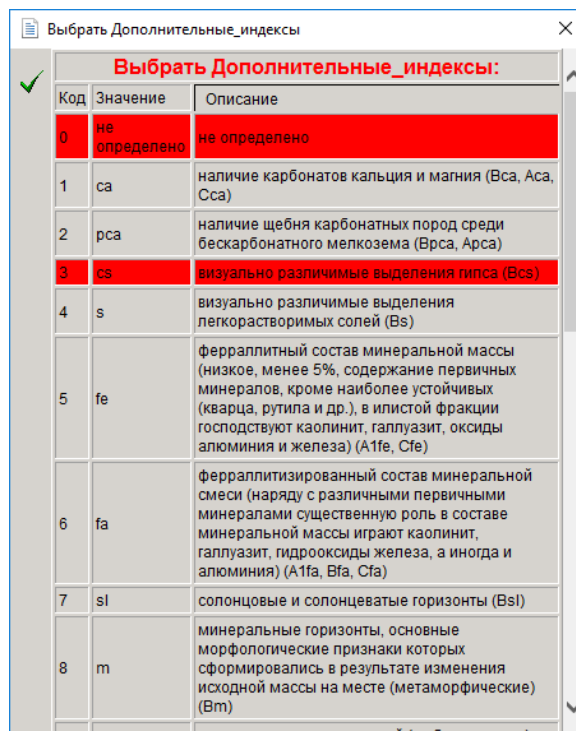 Выбрать Дополнительные_индексы
Выбрать Дополнительные_индексы:
Код Значение Описание
0 не определено не определено
1 ca наличие карбонатов кальция и магния (Bca, Aca,
Cca)
2 pca наличие щебня карбонатных пород среди
бескарбонатного мелкозема (Bpca, Apca)
3 cs визуально различимые выделения гипса (Bcs)
4 s визуально различимые выделения
легкорастворимых солей (Bs)
5 fe ферраллитный состав минеральной массы
(низкое, менее 5%, содержание первичных
минералов, кроме наиболее устойчивых
(кварца, рутила и др.), в илистой фракции
господствуют каолинит, галлуазит, оксиды
алюминия и железа) (A1fe, Cfe)
6 fa ферраллитизированный состав минеральной
смеси (наряду с различными первичными
минералами существенную роль в составе
минеральной массы играют каолинит,
галлуазит, гидрооксиды железа, а иногда и
алюминия) (A1fa, Bfa, Cfa)
7 sl солонцовые и солонцеватые горизонты (Bsl)
8 m минеральные горизонты, основные
морфологические признаки которых
сформировались в результате изменения
исходной массы на месте (метаморфические)
(Bm)